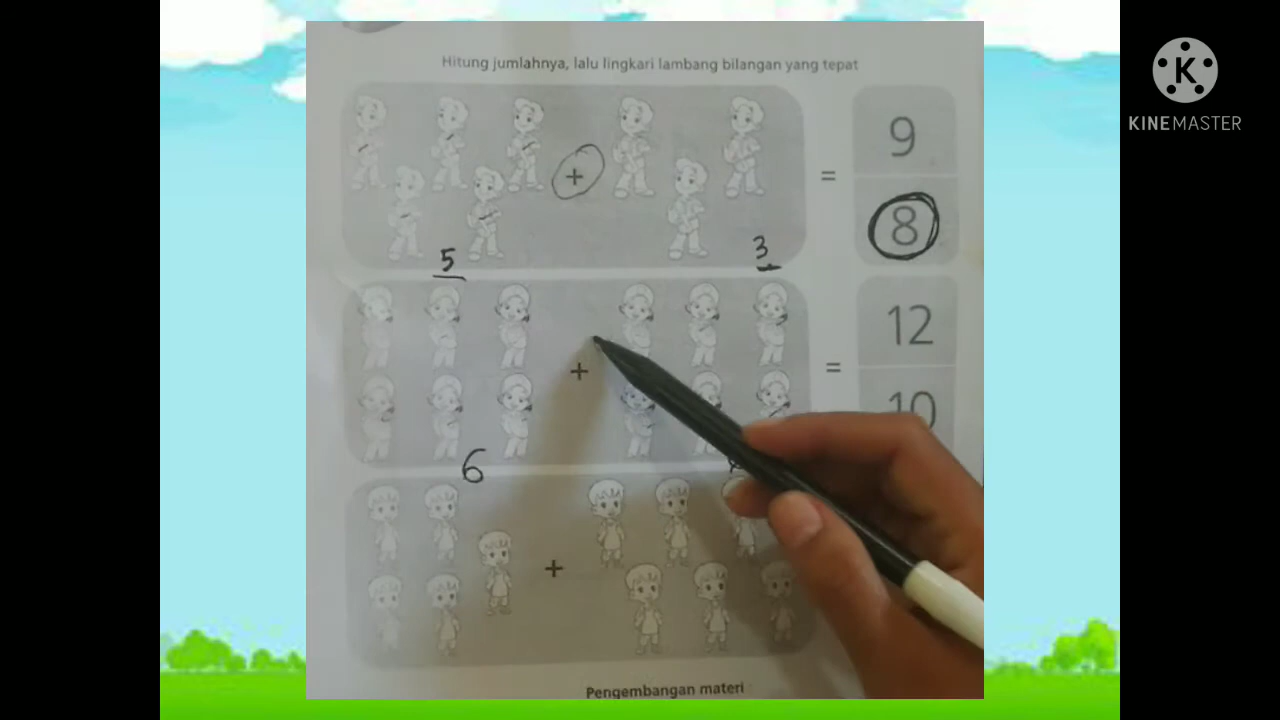 Hitung jumlahnya, lalu lingkari lambang bilangan yang tepat
+ = 9
8
5 3
+ = 12
10
6
+
Pengembangan materi
K
KINEMASTER